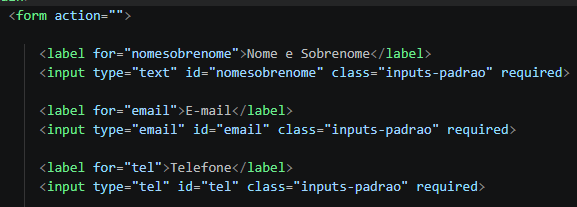 <form action="">
<label for="nomesobrenome">Nome e Sobrenome</label>
<input type="text" id="nomesobrenome" class="inputs-padrao" required>
<label for="email">E-mail</label>
<input type="email" id="email" class="inputs-padrao" required>
<label for="tel">Telefone</label>
<input type="tel" id="tel" class="inputs-padrao" required>